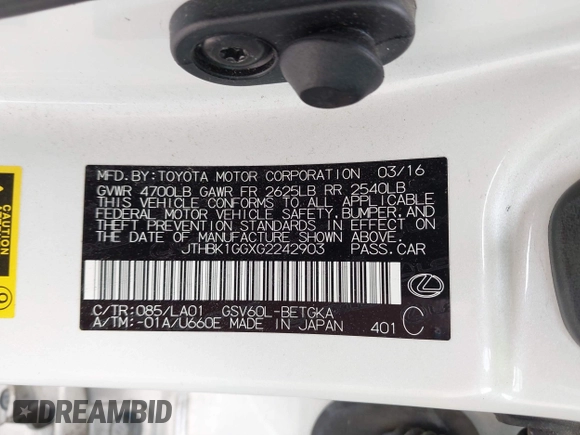 MFD. BY: TOYOTA MOTOR CORPORATION 03/16
GVWR 4700LB GAWR FR 2625LB RR 2540LB
THIS VEHICLE CONFORMS TO ALL APPLICABLE
FEDERAL MOTOR VEHICLE SAFETY, BUMPER, AND
THEFT PREVENTION STANDARDS IN EFFECT ON
THE DATE OF MANUFACTURE SHOWN ABOVE.
JTHBK1GGXG2242903 PASS. CAR
C/TR: 085/LA01 GSV60L-BETGKA
A/TM: -01A/U660E MADE IN JAPAN 401 C
CAUTION
DREAMBID